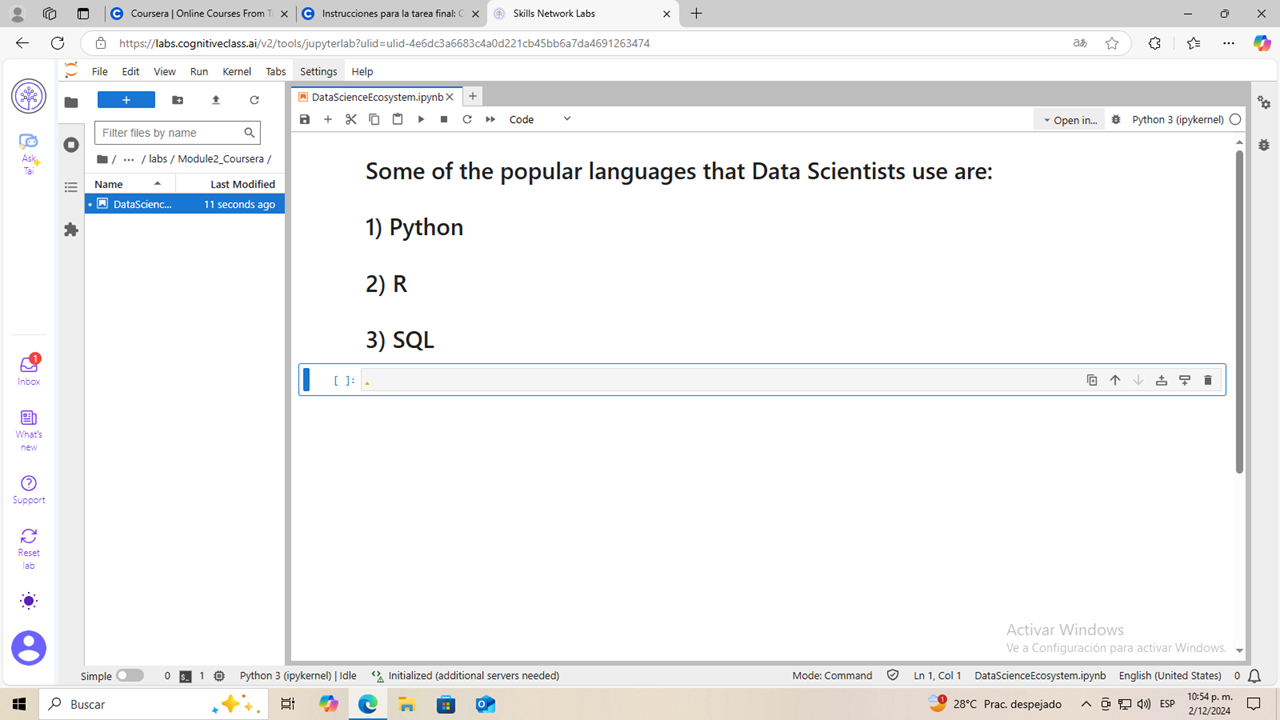 Coursera | Online Courses From T
Instrucciones para la tarea final: C
Skills Network Labs
https://labs.cognitiveclass.ai/v2/tools/jupyterlab?ulid=ulid-4e6dc3a6683c4a0d221cb45bb6a7da4691263474
File Edit View Run Kernel Tabs Settings Help
Ask Tai
Inbox
1
What's new
Support
Reset lab
Filter files by name
/ ... / labs / Module2_Coursera /
Name Last Modified
DataScienc... 11 seconds ago
DataScienceEcosystem.ipynb
Code
Open in...
Python 3 (ipykernel)
Some of the popular languages that Data Scientists use are:
1) Python
2) R
3) SQL
[ ]:
Activar Windows
Ve a Configuración para activar Windows.
Simple 0 1 Python 3 (ipykernel) | Idle Initialized (additional servers needed) Mode: Command Ln 1, Col 1 DataScienceEcosystem.ipynb English (United States) 0
Buscar
1
28°C Prac. despejado
ESP
10:54 p. m.
2/12/2024